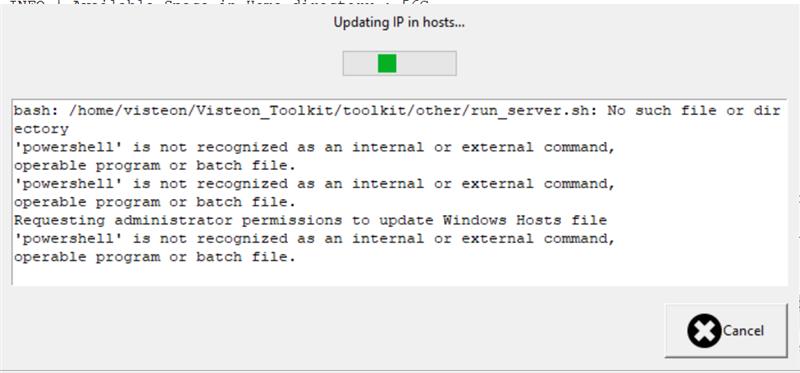 INFO | Available Space in Home directory : 56G
Updating IP in hosts...
bash: /home/visteon/Visteon_Toolkit/toolkit/other/run_server.sh: No such file or dir
ectory
'powershell' is not recognized as an internal or external command,
operable program or batch file.
'powershell' is not recognized as an internal or external command,
operable program or batch file.
Requesting administrator permissions to update Windows Hosts file
'powershell' is not recognized as an internal or external command,
operable program or batch file.
Cancel